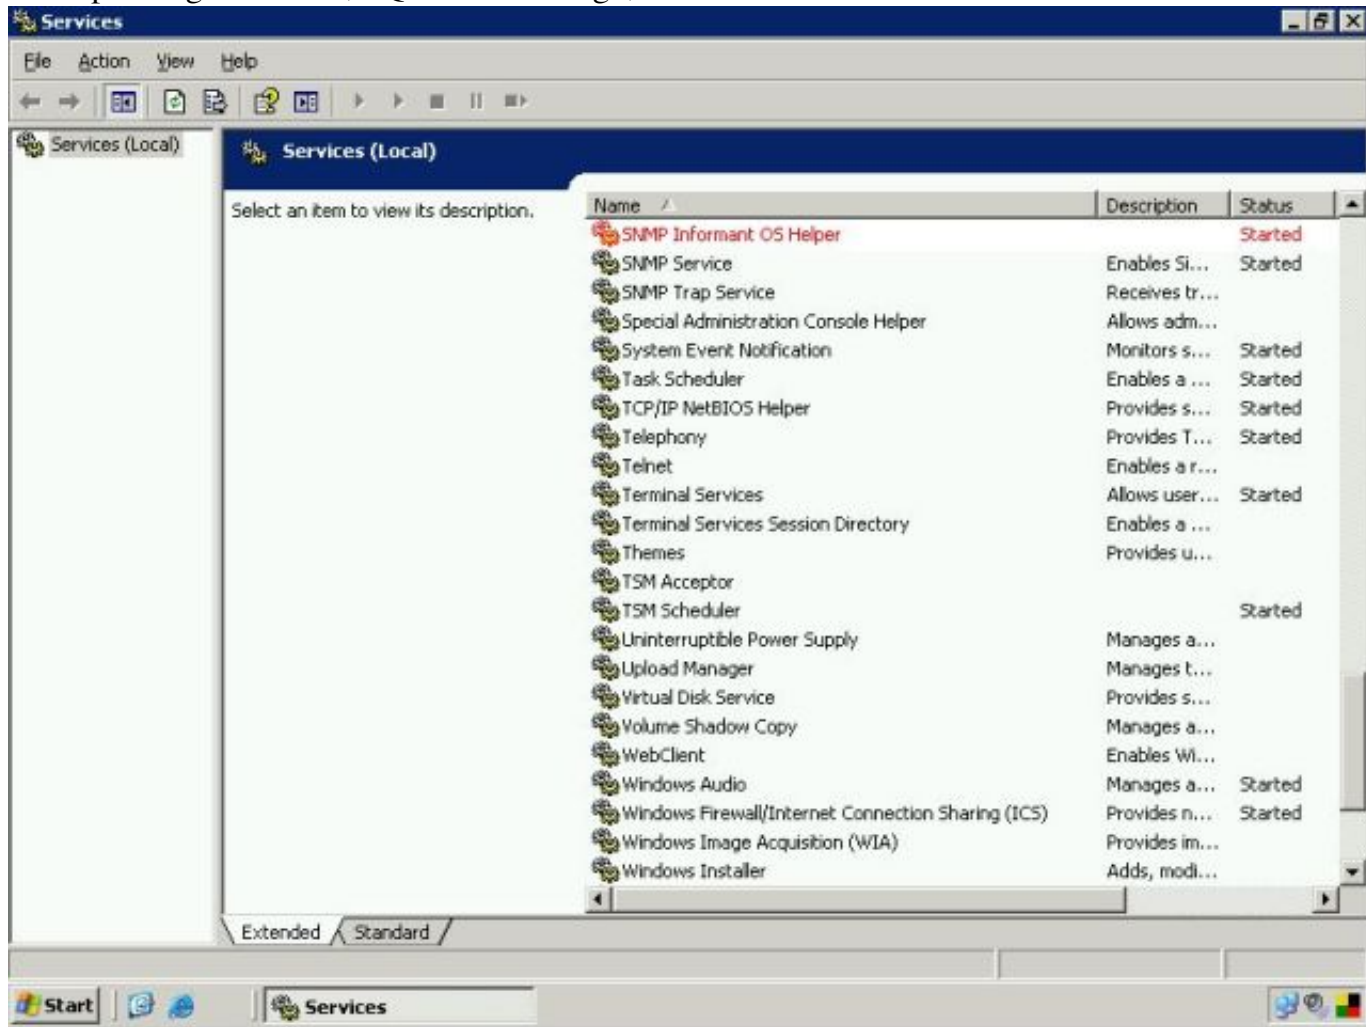 Services
File Action View Help
Services (Local)
Services (Local)
Select an item to view its description.
Name Description Status
SNMP Informant OS Helper Started
SNMP Service Enables Si... Started
SNMP Trap Service Receives tr...
Special Administration Console Helper Allows adm...
System Event Notification Monitors s... Started
Task Scheduler Enables a ... Started
TCP/IP NetBIOS Helper Provides s... Started
Telephony Provides T... Started
Telnet Enables a r...
Terminal Services Allows user... Started
Terminal Services Session Directory Enables a ...
Themes Provides u...
TSM Acceptor
TSM Scheduler Started
Uninterruptible Power Supply Manages a...
Upload Manager Manages t...
Virtual Disk Service Provides s...
Volume Shadow Copy Manages a...
WebClient Enables Wi...
Windows Audio Manages a... Started
Windows Firewall/Internet Connection Sharing (ICS) Provides n... Started
Windows Image Acquisition (WIA) Provides im...
Windows Installer Adds, modi...
Extended Standard
Start Services